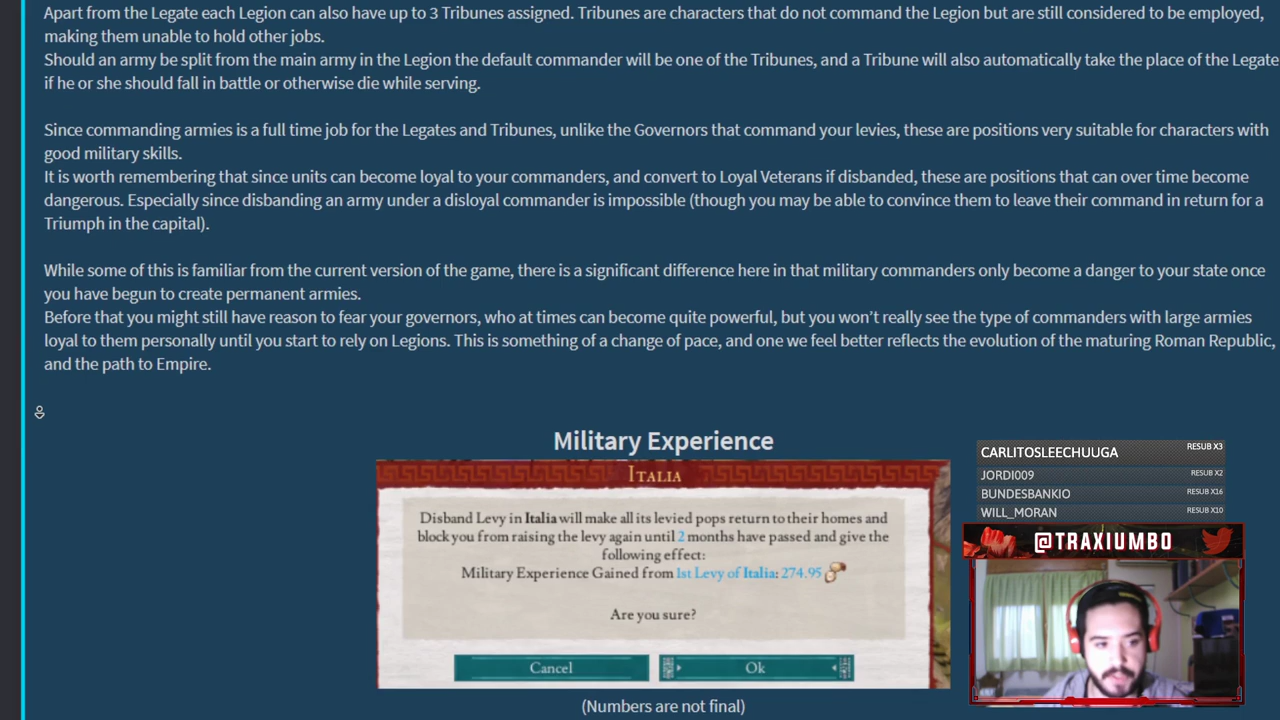 Apart from the Legate each Legion can also have up to 3 Tribunes assigned. Tribunes are characters that do not command the Legion but are still considered to be employed,
making them unable to hold other jobs.
Should an army be split from the main army in the Legion the default commander will be one of the Tribunes, and a Tribune will also automatically take the place of the Legate
if he or she should fall in battle or otherwise die while serving.
Since commanding armies is a full time job for the Legates and Tribunes, unlike the Governors that command your levies, these are positions very suitable for characters with
good military skills.
It is worth remembering that since units can become loyal to your commanders, and convert to Loyal Veterans if disbanded, these are positions that can over time become
dangerous. Especially since disbanding an army under a disloyal commander is impossible (though you may be able to convince them to leave their command in return for a
Triumph in the capital).
While some of this is familiar from the current version of the game, there is a significant difference here in that military commanders only become a danger to your state once
you have begun to create permanent armies.
Before that you might still have reason to fear your governors, who at times can become quite powerful, but you won’t really see the type of commanders with large armies
loyal to them personally until you start to rely on Legions. This is something of a change of pace, and one we feel better reflects the evolution of the maturing Roman Republic,
and the path to Empire.
Military Experience
ITALIA
Disband Levy in Italia will make all its levied pops return to their homes and
block you from raising the levy again until 2 months have passed and give the
following effect:
Military Experience Gained from 1st Levy of Italia: 274.95
Are you sure?
Cancel Ok
(Numbers are not final)
CARLITOSLEECHUUGA RESUB X3
JORDI009 RESUB X2
BUNDESBANKIO RESUB X16
WILL_MORAN RESUB X10
@TRAXIUMBO